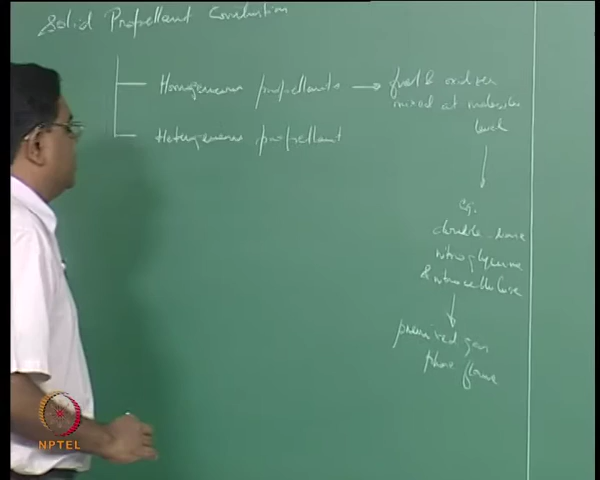 Solid Propellant Combustion
Homogeneous propellants → fuel & oxidizer
mixed at molecular
level
Heterogeneous propellant
Eg.
double-base
nitroglycerine
& nitrocellulose
premixed gas
phase flame
NPTEL